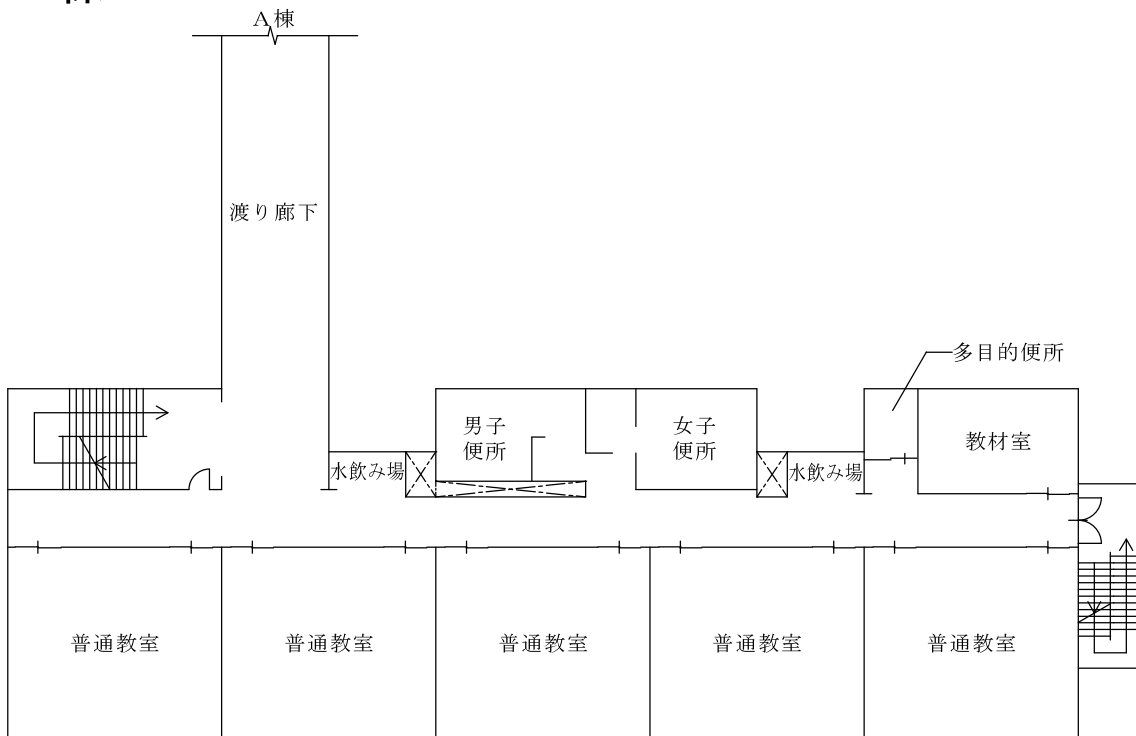 A棟
渡り廊下
多目的便所
男子
便所
女子
便所
教材室
水飲み場
水飲み場
普通教室
普通教室
普通教室
普通教室
普通教室